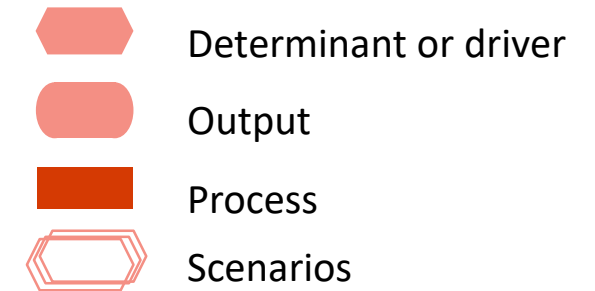 Determinant or driver
Output
Process
Scenarios